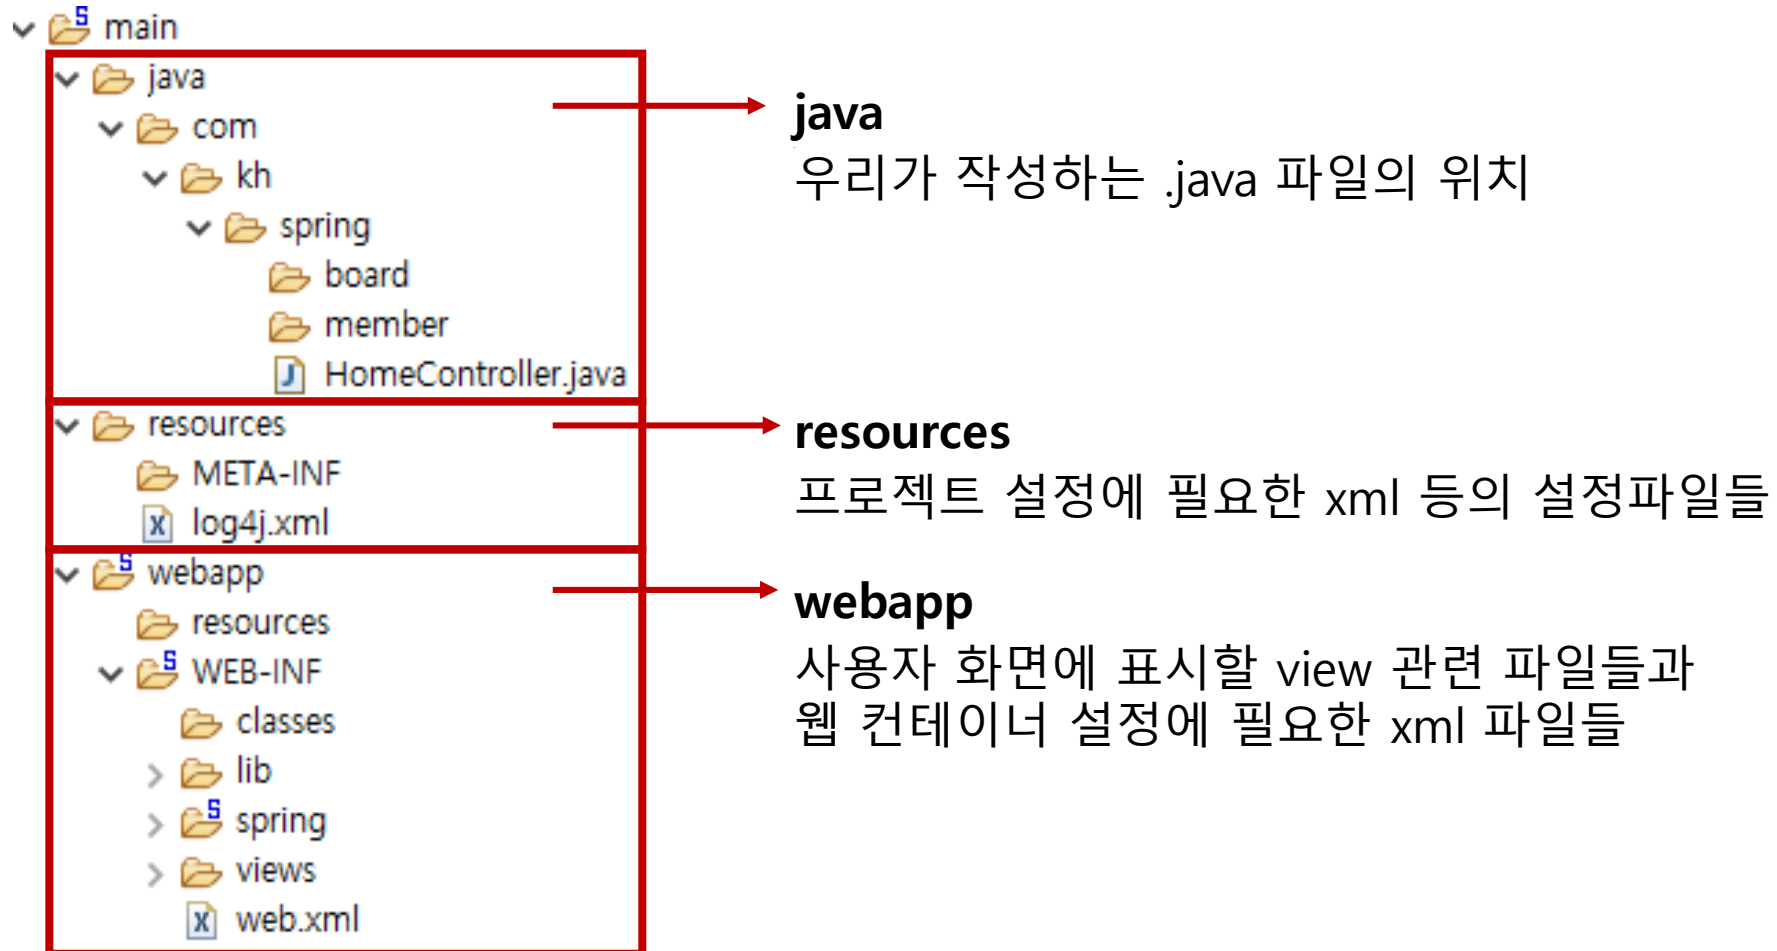 main
java
com
kh
spring
board
member
HomeController.java
resources
META-INF
log4j.xml
webapp
resources
WEB-INF
classes
lib
spring
views
web.xml
java
우리가 작성하는 .java 파일의 위치
resources
프로젝트 설정에 필요한 xml 등의 설정파일들
webapp
사용자 화면에 표시할 view 관련 파일들과
웹 컨테이너 설정에 필요한 xml 파일들